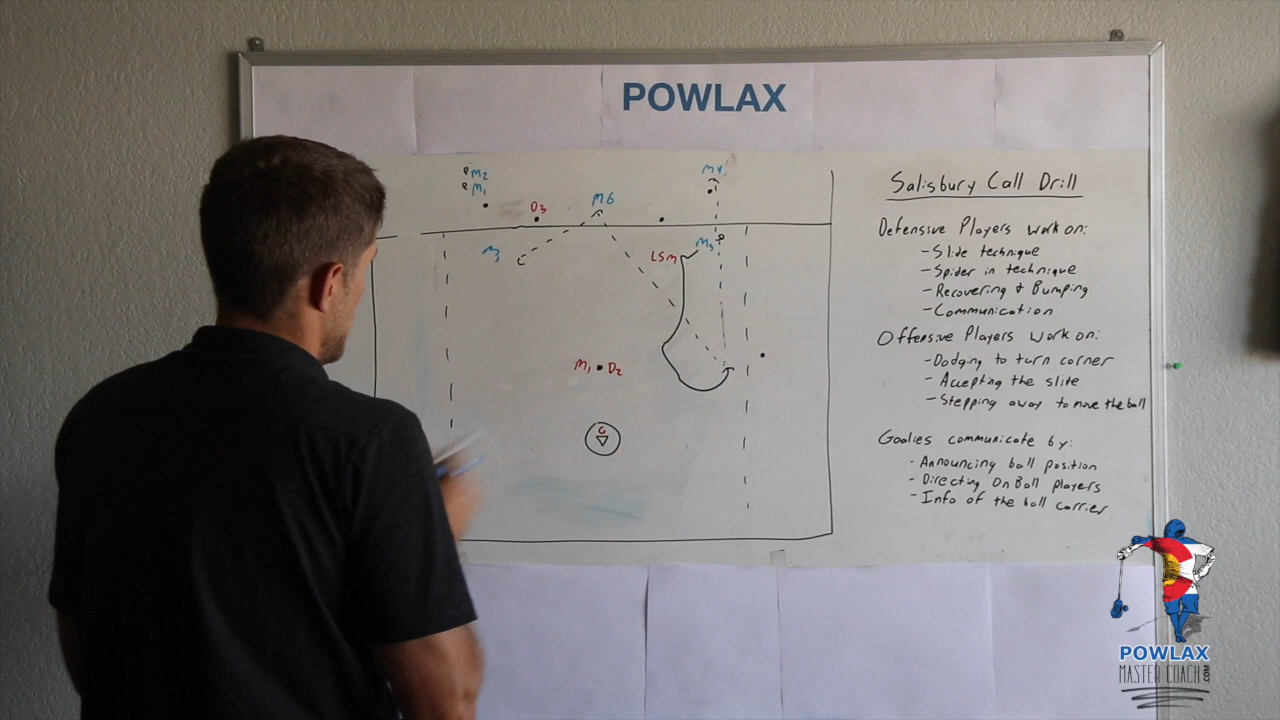 POWLAX
Salisbury Call Drill
Defensive Players work on:
- Slide technique
- Spider in technique
- Recovering & Bumping
- Communication
Offensive Players work on:
- Dodging to turn corner
- Accepting the slite
- Stepping away to move the ball
Goalies communicate by:
- Announcing ball position
- Directing On Ball players
- Info of the ball carrier
M2
M1
D3
M6
M4
M3
LSM
M3
M1 D2
G
POWLAX
MASTER COACH.COM